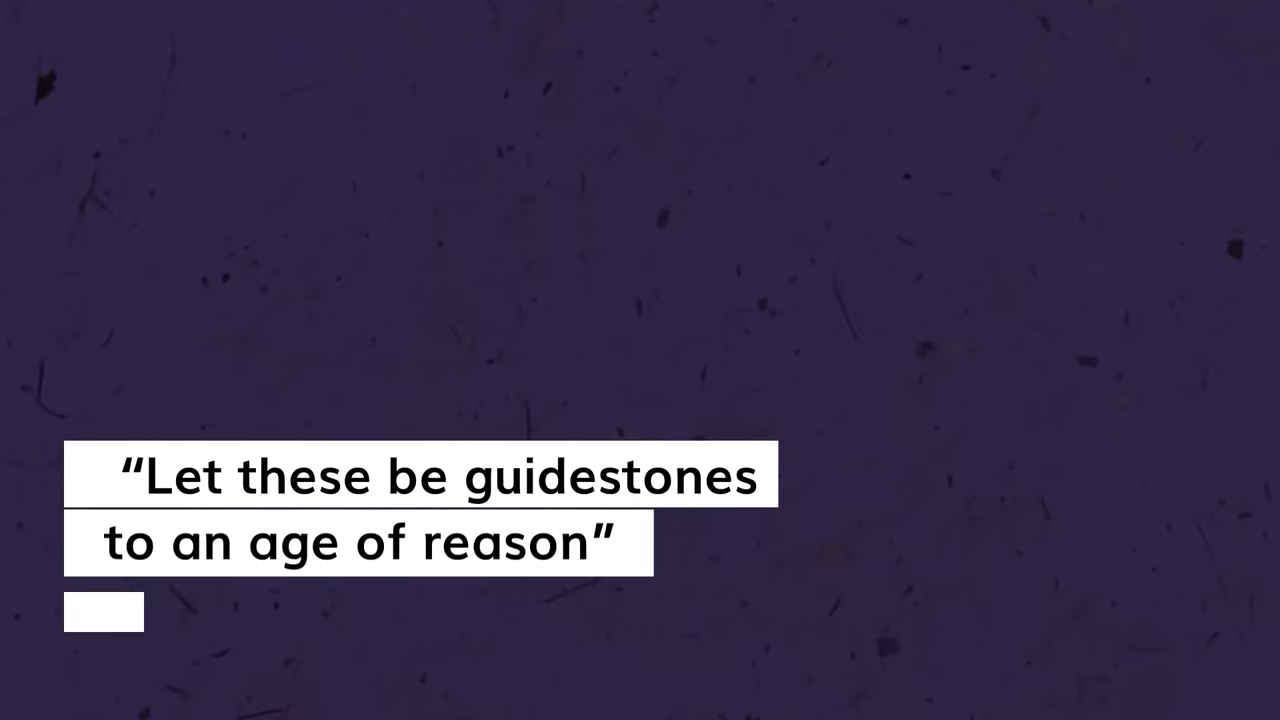 “Let these be guidestones
to an age of reason”